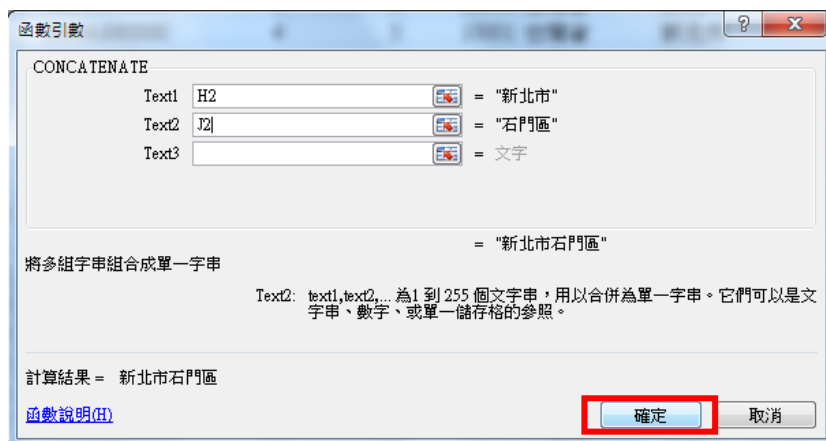 函數引數
CONCATENATE
Text1 H2 = "新北市"
Text2 J2 = "石門區"
Text3 = 文字
= "新北市石門區"
將多組字串組合成單一字串
Text2: text1,text2,... 為1 到 255 個文字串，用以合併為單一字串。它們可以是文
字串、數字、或單一儲存格的參照。
計算結果 = 新北市石門區
函數說明(H) 確定 取消